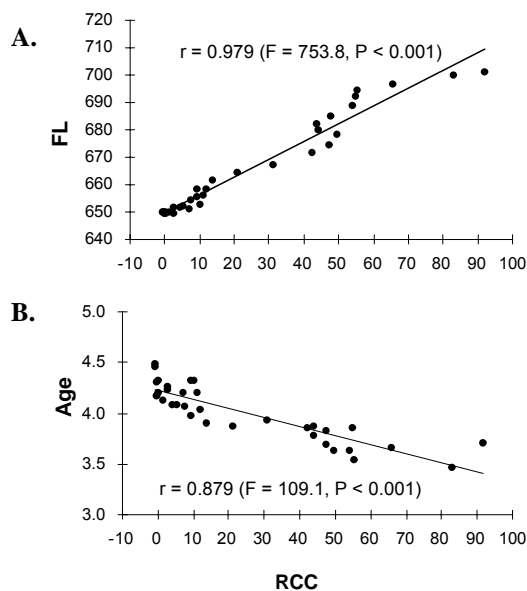 A.
r = 0.979 (F = 753.8, P < 0.001)
FL
720
710
700
690
680
670
660
650
640
-10 0 10 20 30 40 50 60 70 80 90 100
B.
Age
5.0
4.5
4.0
3.5
3.0
r = 0.879 (F = 109.1, P < 0.001)
-10 0 10 20 30 40 50 60 70 80 90 100
RCC